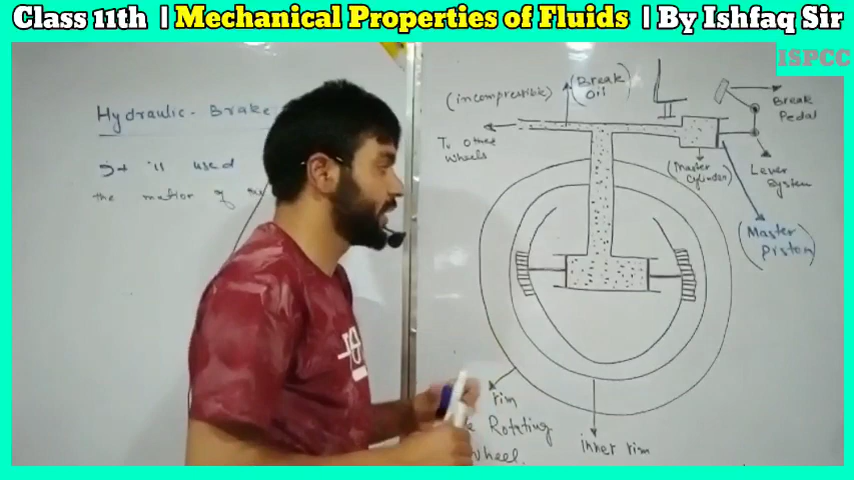 Class 11th | Mechanical Properties of Fluids | By Ishfaq Sir
ISPCC
Hydraulic - Brake
It is used
the motion of
(incompressible)
(Break
Oil)
To other
wheels
(Master
Cylinder)
Break
Pedal
Lever
System
(Master
Piston)
rim
Rotating
wheel.
inner rim